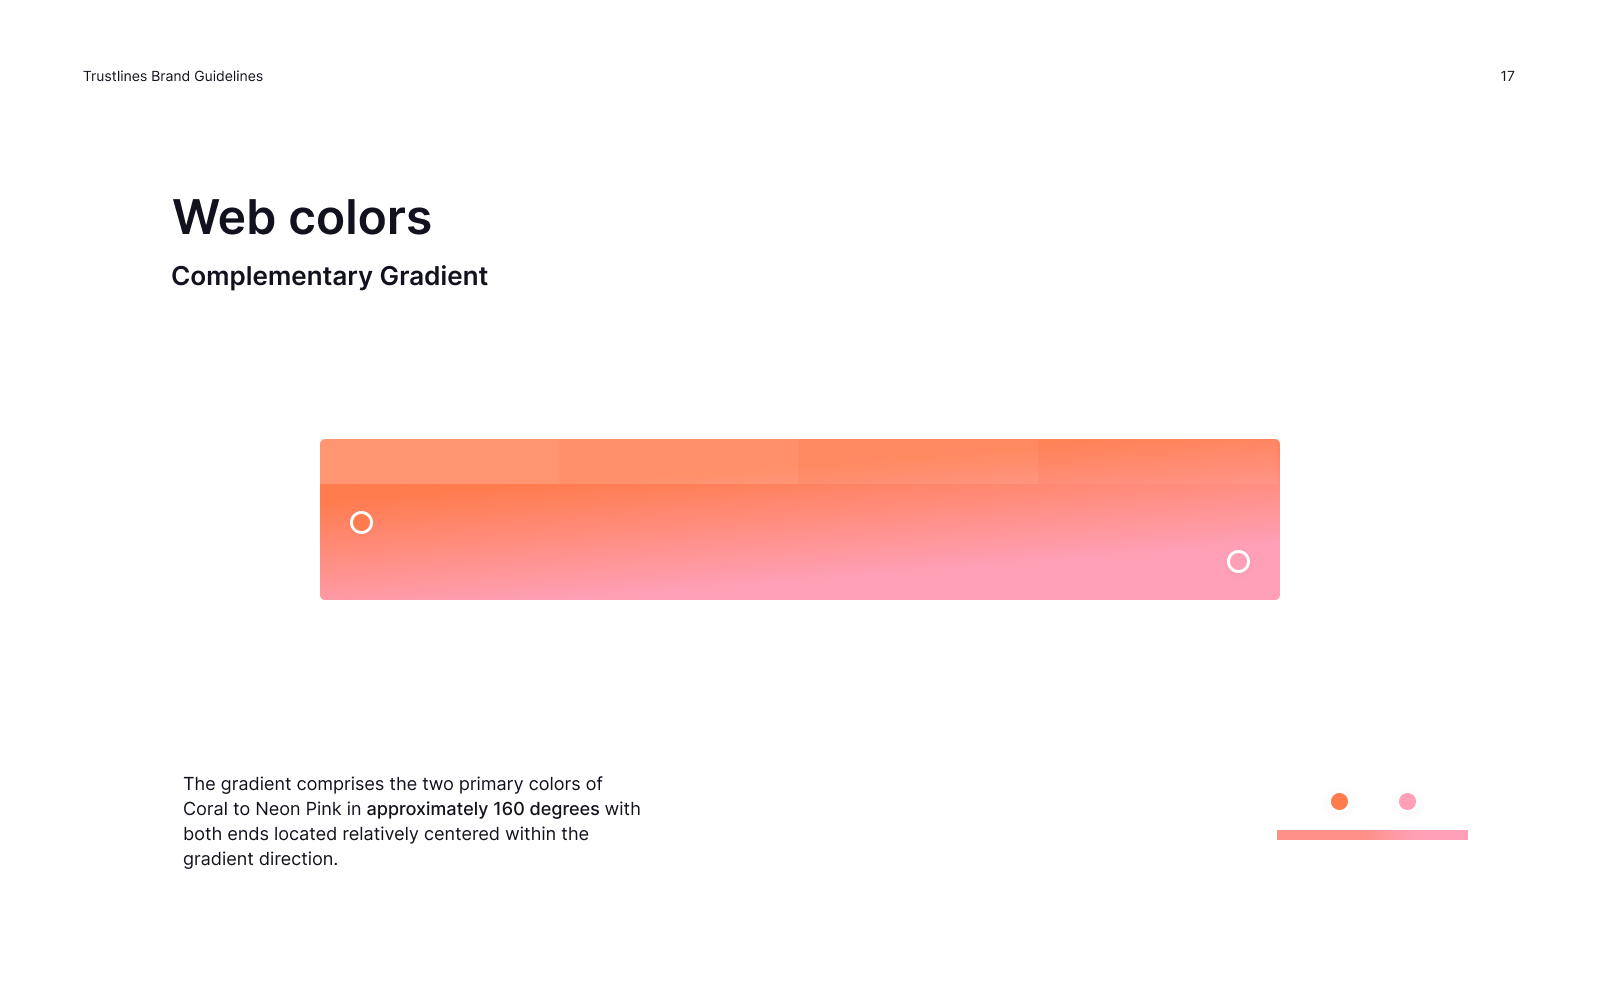 Trustlines Brand Guidelines
17
Web colors
Complementary Gradient
The gradient comprises the two primary colors of
Coral to Neon Pink in approximately 160 degrees with
both ends located relatively centered within the
gradient direction.